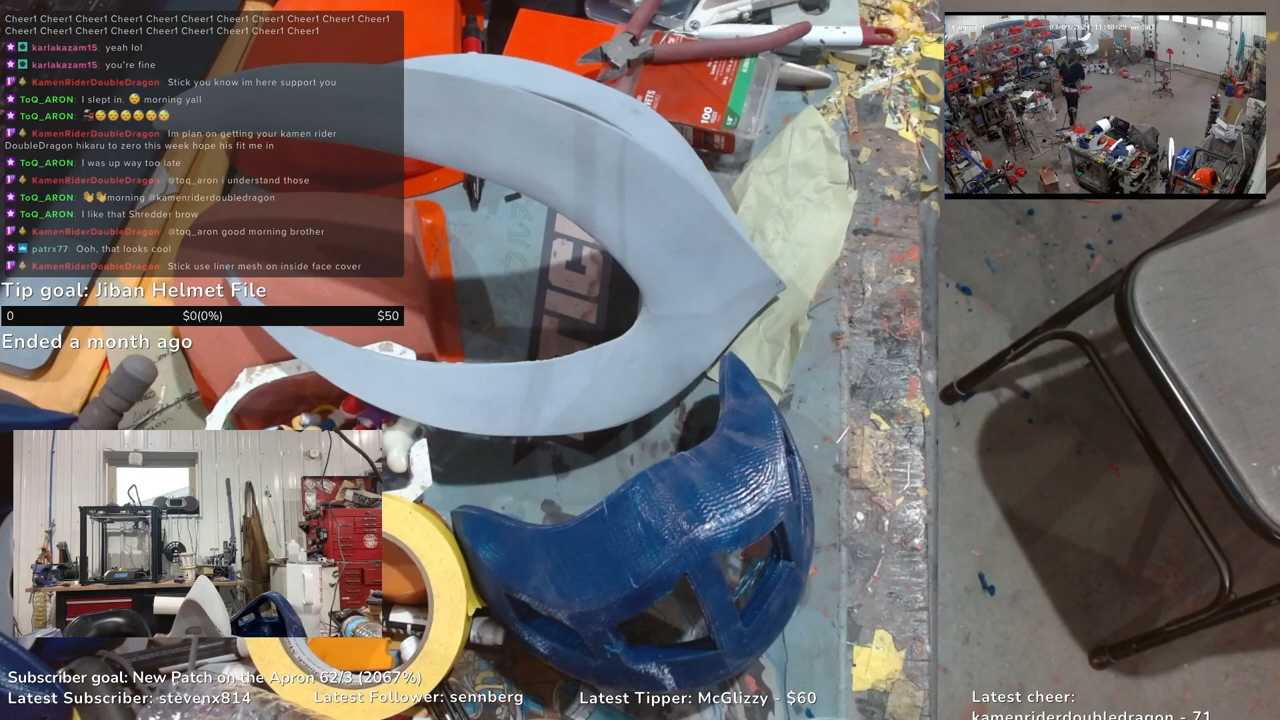 Cheer1 Cheer1 Cheer1 Cheer1 Cheer1 Cheer1 Cheer1 Cheer1 Cheer1
Cheer1 Cheer1 Cheer1 Cheer1 Cheer1 Cheer1 Cheer1
karlakazam15: yeah lol
karlakazam15: you're fine
KamenRiderDoubleDragon Stick you know im here support you
ToQ_ARON: I slept in. 😴 morning yall
ToQ_ARON:
KamenRiderDoubleDragon Im plan on getting your kamen rider
DoubleDragon hikaru to zero this week hope his fit me in
ToQ_ARON: I was up way too late
KamenRiderDoubleDragon @toq_aron i understand those
ToQ_ARON: 👋👋morning @kamenriderdoubledragon
ToQ_ARON: I like that Shredder brow
KamenRiderDoubleDragon @toq_aron good morning brother
patrx77: Ooh, that looks cool
KamenRiderDoubleDragon Stick use liner mesh on inside face cover
Tip goal: Jiban Helmet File
0 $0(0%) $50
Ended a month ago
100
Subscriber goal: New Patch on the Apron 62/3 (2067%)
Latest Subscriber: stevenx814
Latest Follower: sennberg
Latest Tipper: McGlizzy - $60
Latest cheer:
kamenriderdoubledragon - 71